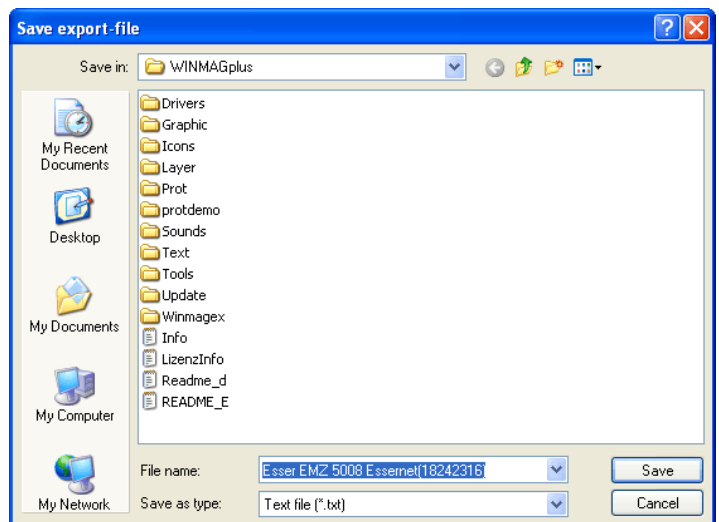 Save export-file
Save in:
WINMAGplus
My Recent
Documents
Desktop
My Documents
My Computer
My Network
Drivers
Graphic
Icons
Layer
Prot
protdemo
Sounds
Text
Tools
Update
Winmagex
Info
LizenzInfo
Readme_d
README_E
File name:
Esser EMZ 5008 Essernet(18242316)
Save
Save as type:
Text file (*.txt)
Cancel